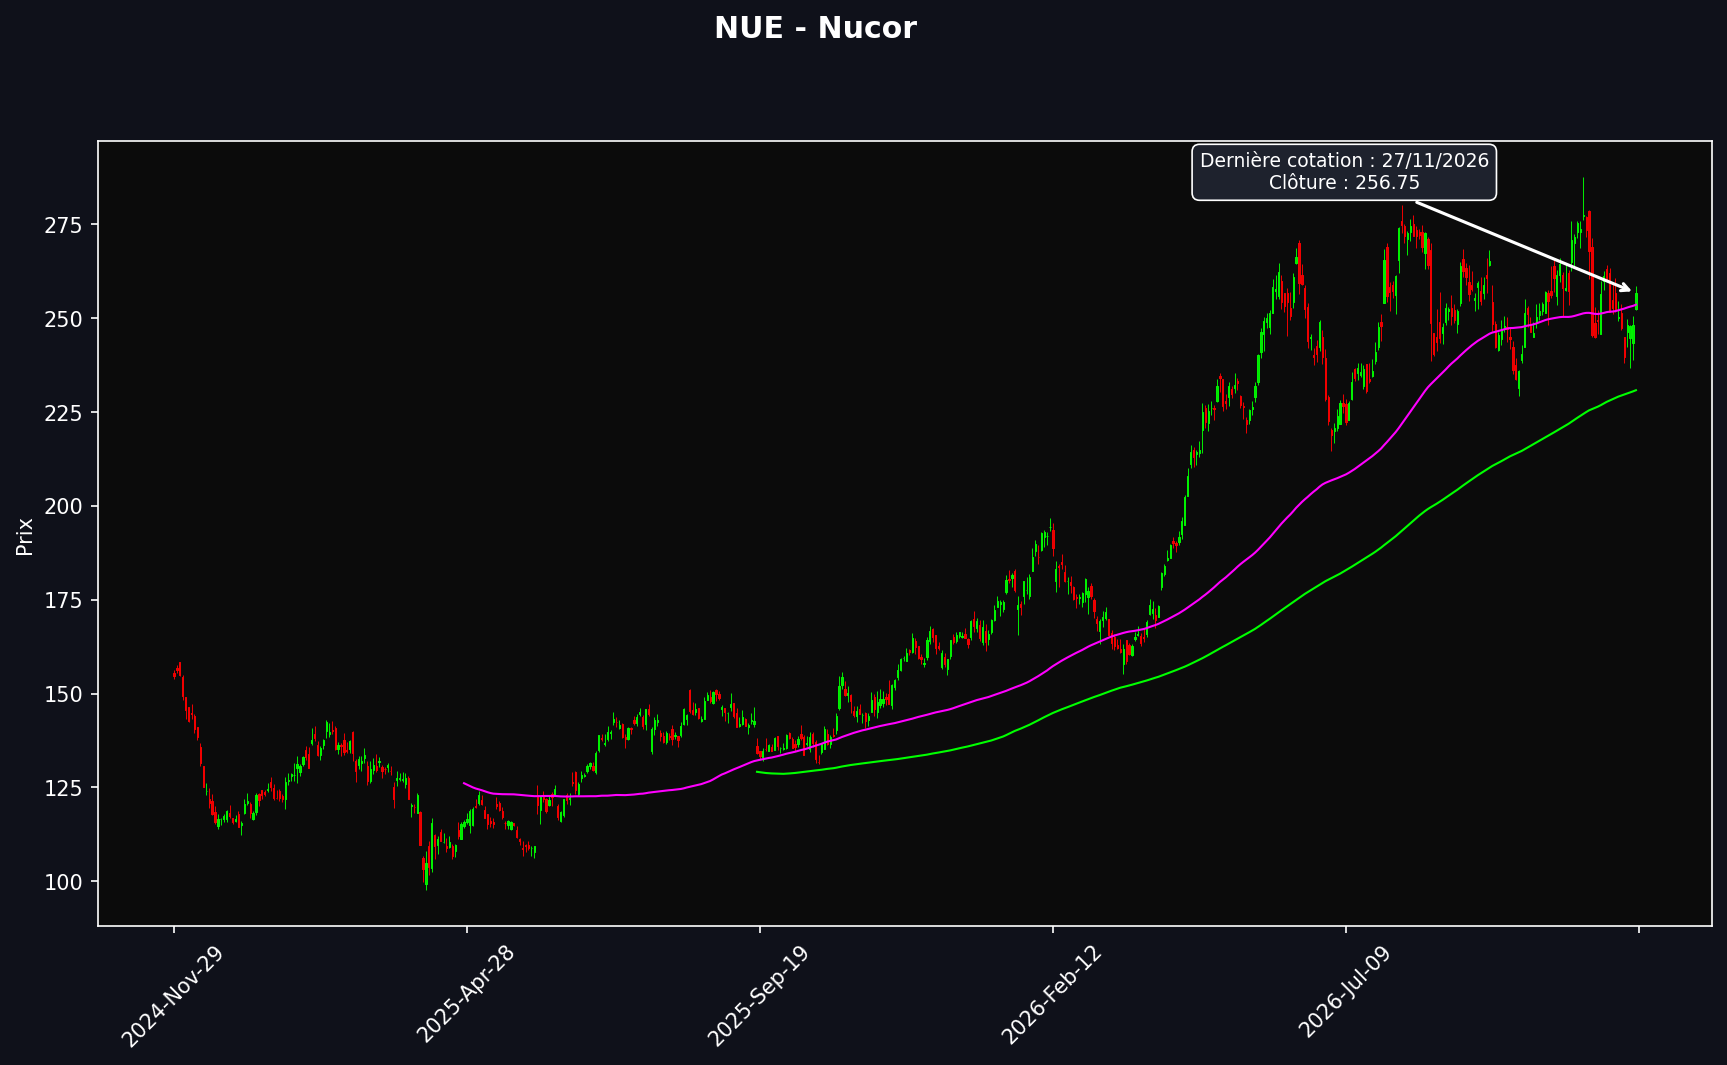 NUE - Nucor
Dernière cotation : 27/11/2026
Clôture : 256.75
275
250
225
200
175
150
125
100
Prix
2024-Nov-29
2025-Apr-28
2025-Sep-19
2026-Feb-12
2026-Jul-09